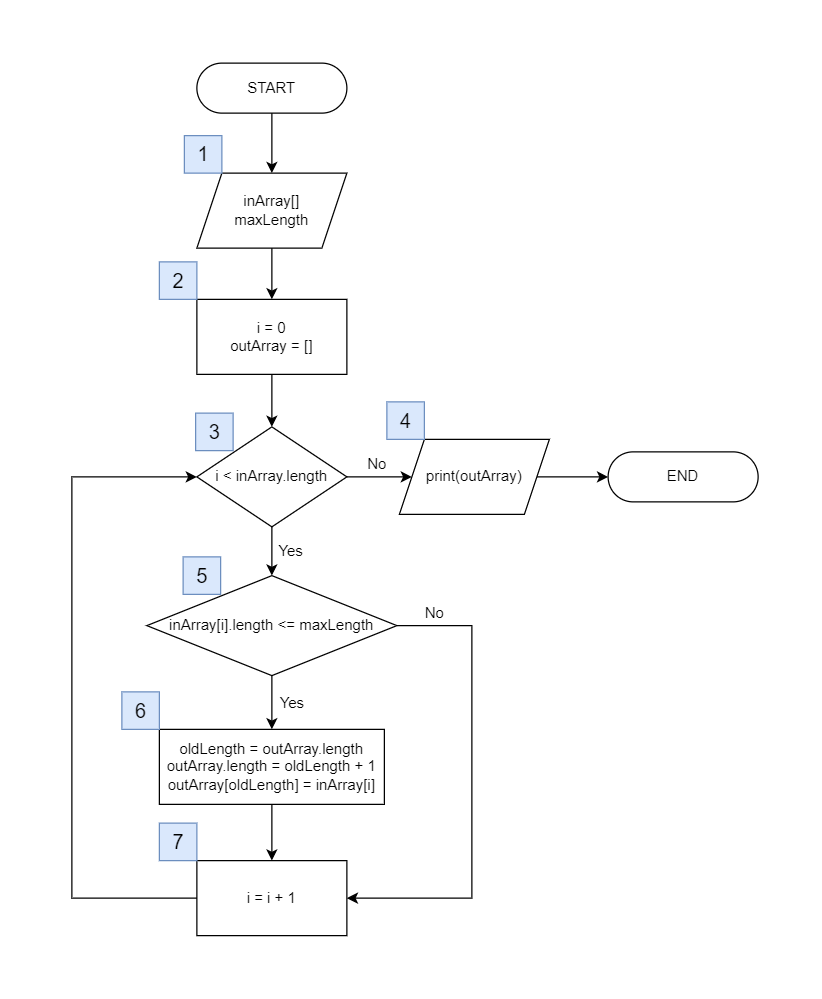 START
1
inArray[]
maxLength
2
i = 0
outArray = []
3
i < inArray.length
No
4
print(outArray)
END
Yes
5
inArray[i].length <= maxLength
No
Yes
6
oldLength = outArray.length
outArray.length = oldLength + 1
outArray[oldLength] = inArray[i]
7
i = i + 1